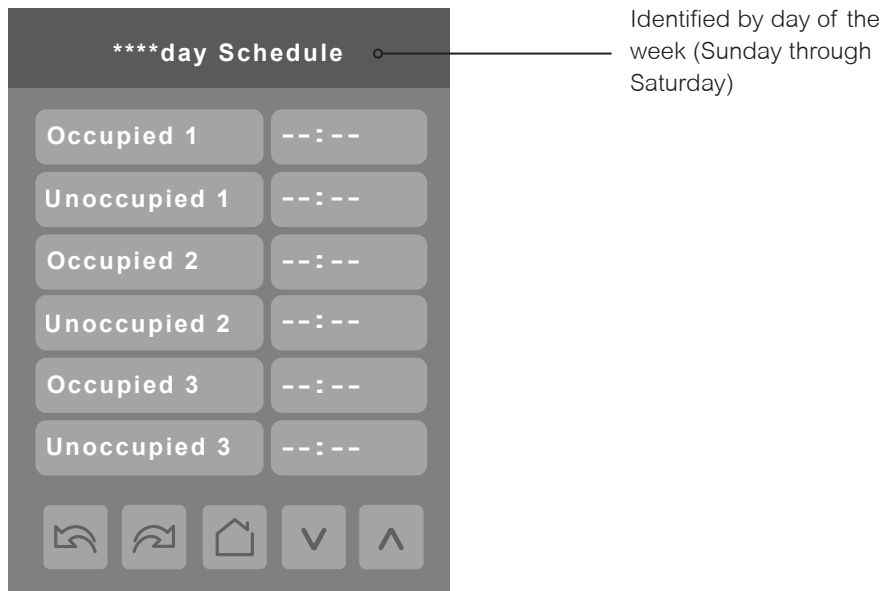 ****day Schedule
Identified by day of the
week (Sunday through
Saturday)
Occupied 1 --:--
Unoccupied 1 --:--
Occupied 2 --:--
Unoccupied 2 --:--
Occupied 3 --:--
Unoccupied 3 --:--